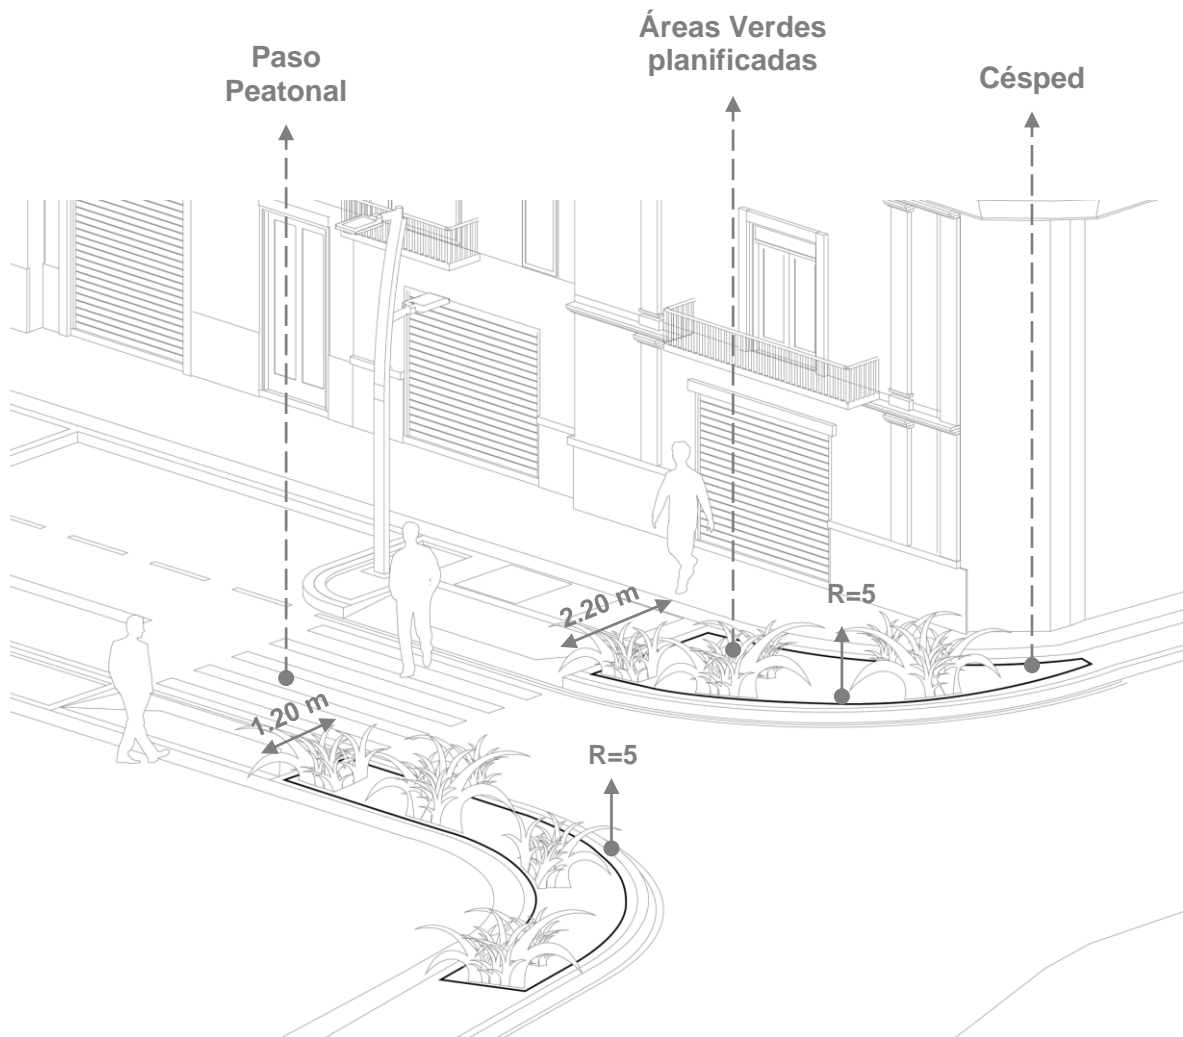 Áreas Verdes
planificadas
Paso
Peatonal
Césped
2.20 m
R=5
1.20 m
R=5